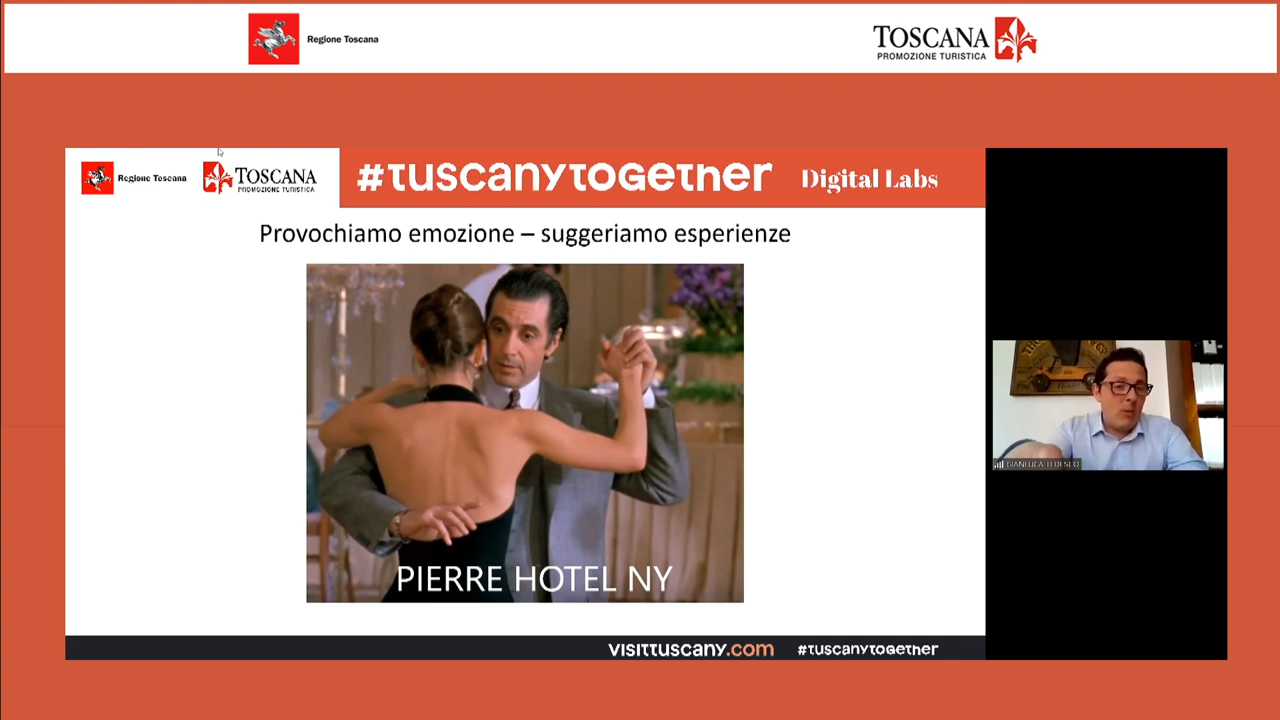 Regione Toscana
TOSCANA
PROMOZIONE TURISTICA
Regione Toscana
TOSCANA
PROMOZIONE TURISTICA
#TUSCANYTOGETHER Digital Labs
Provochiamo emozione – suggeriamo esperienze
PIERRE HOTEL NY
GIANLUCA TEDESCO
VISITTUSCANY.COM #TUSCANYTOGETHER